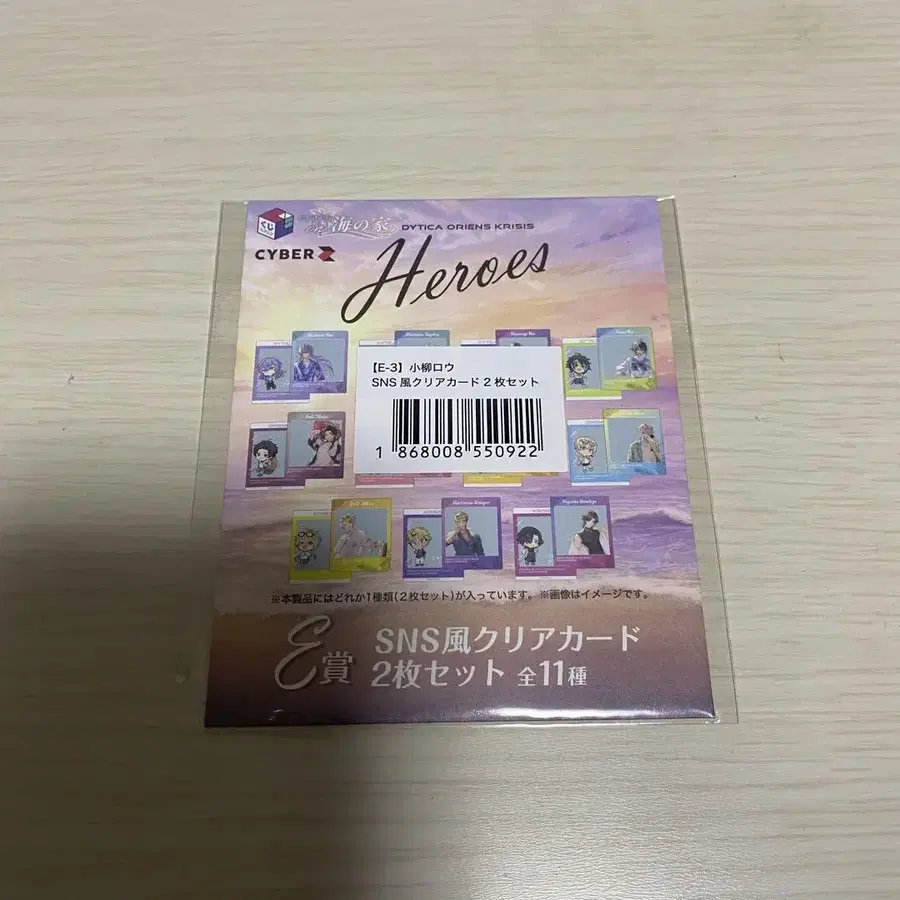 くじ
海の家 DYTICA ORIENS KRISIS
CYBER Z
Heroes
【E-3】小柳ロウ
SNS 風クリアカード 2 枚セット
1 868008 550922
※本製品にはどれか1種類(2枚セット)が入っています。※画像はイメージです。
E賞 SNS風クリアカード
2枚セット 全11種